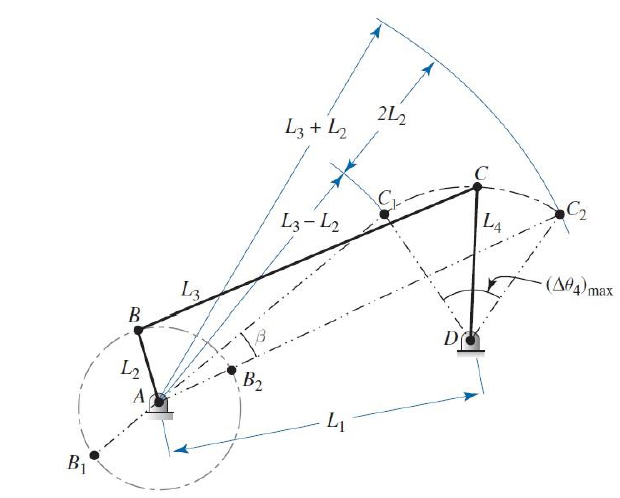 2L₂
L₃ + L₂
C
C₁
C₂
L₃ – L₂
L₄
L₃
(Δθ₄)max
B
β
D
L₂
B₂
A
L₁
B₁